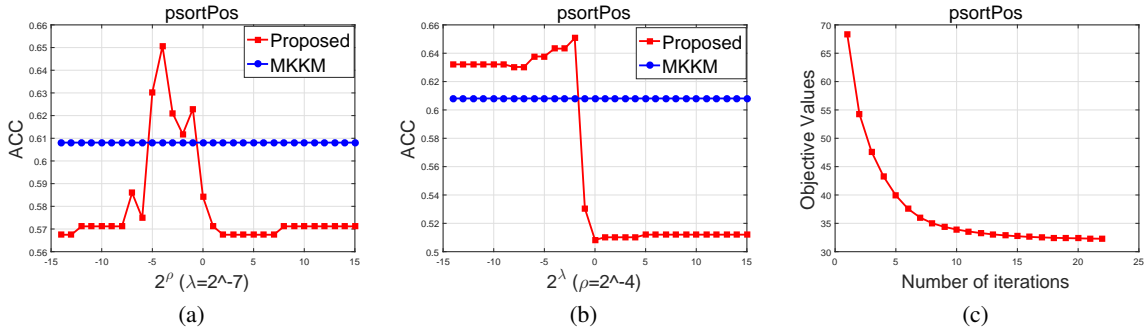 psortPos
0.66
0.65
0.64
0.63
0.62
0.61
0.6
0.59
0.58
0.57
0.56
ACC
-15 -10 -5 0 5 10 15
2^ρ (λ=2^-7)
Proposed
MKKM
(a)
psortPos
0.66
0.64
0.62
0.6
0.58
0.56
0.54
0.52
0.5
ACC
-15 -10 -5 0 5 10 15
2^λ (ρ=2^-4)
Proposed
MKKM
(b)
psortPos
70
65
60
55
50
45
40
35
30
Objective Values
0 5 10 15 20 25
Number of iterations
(c)